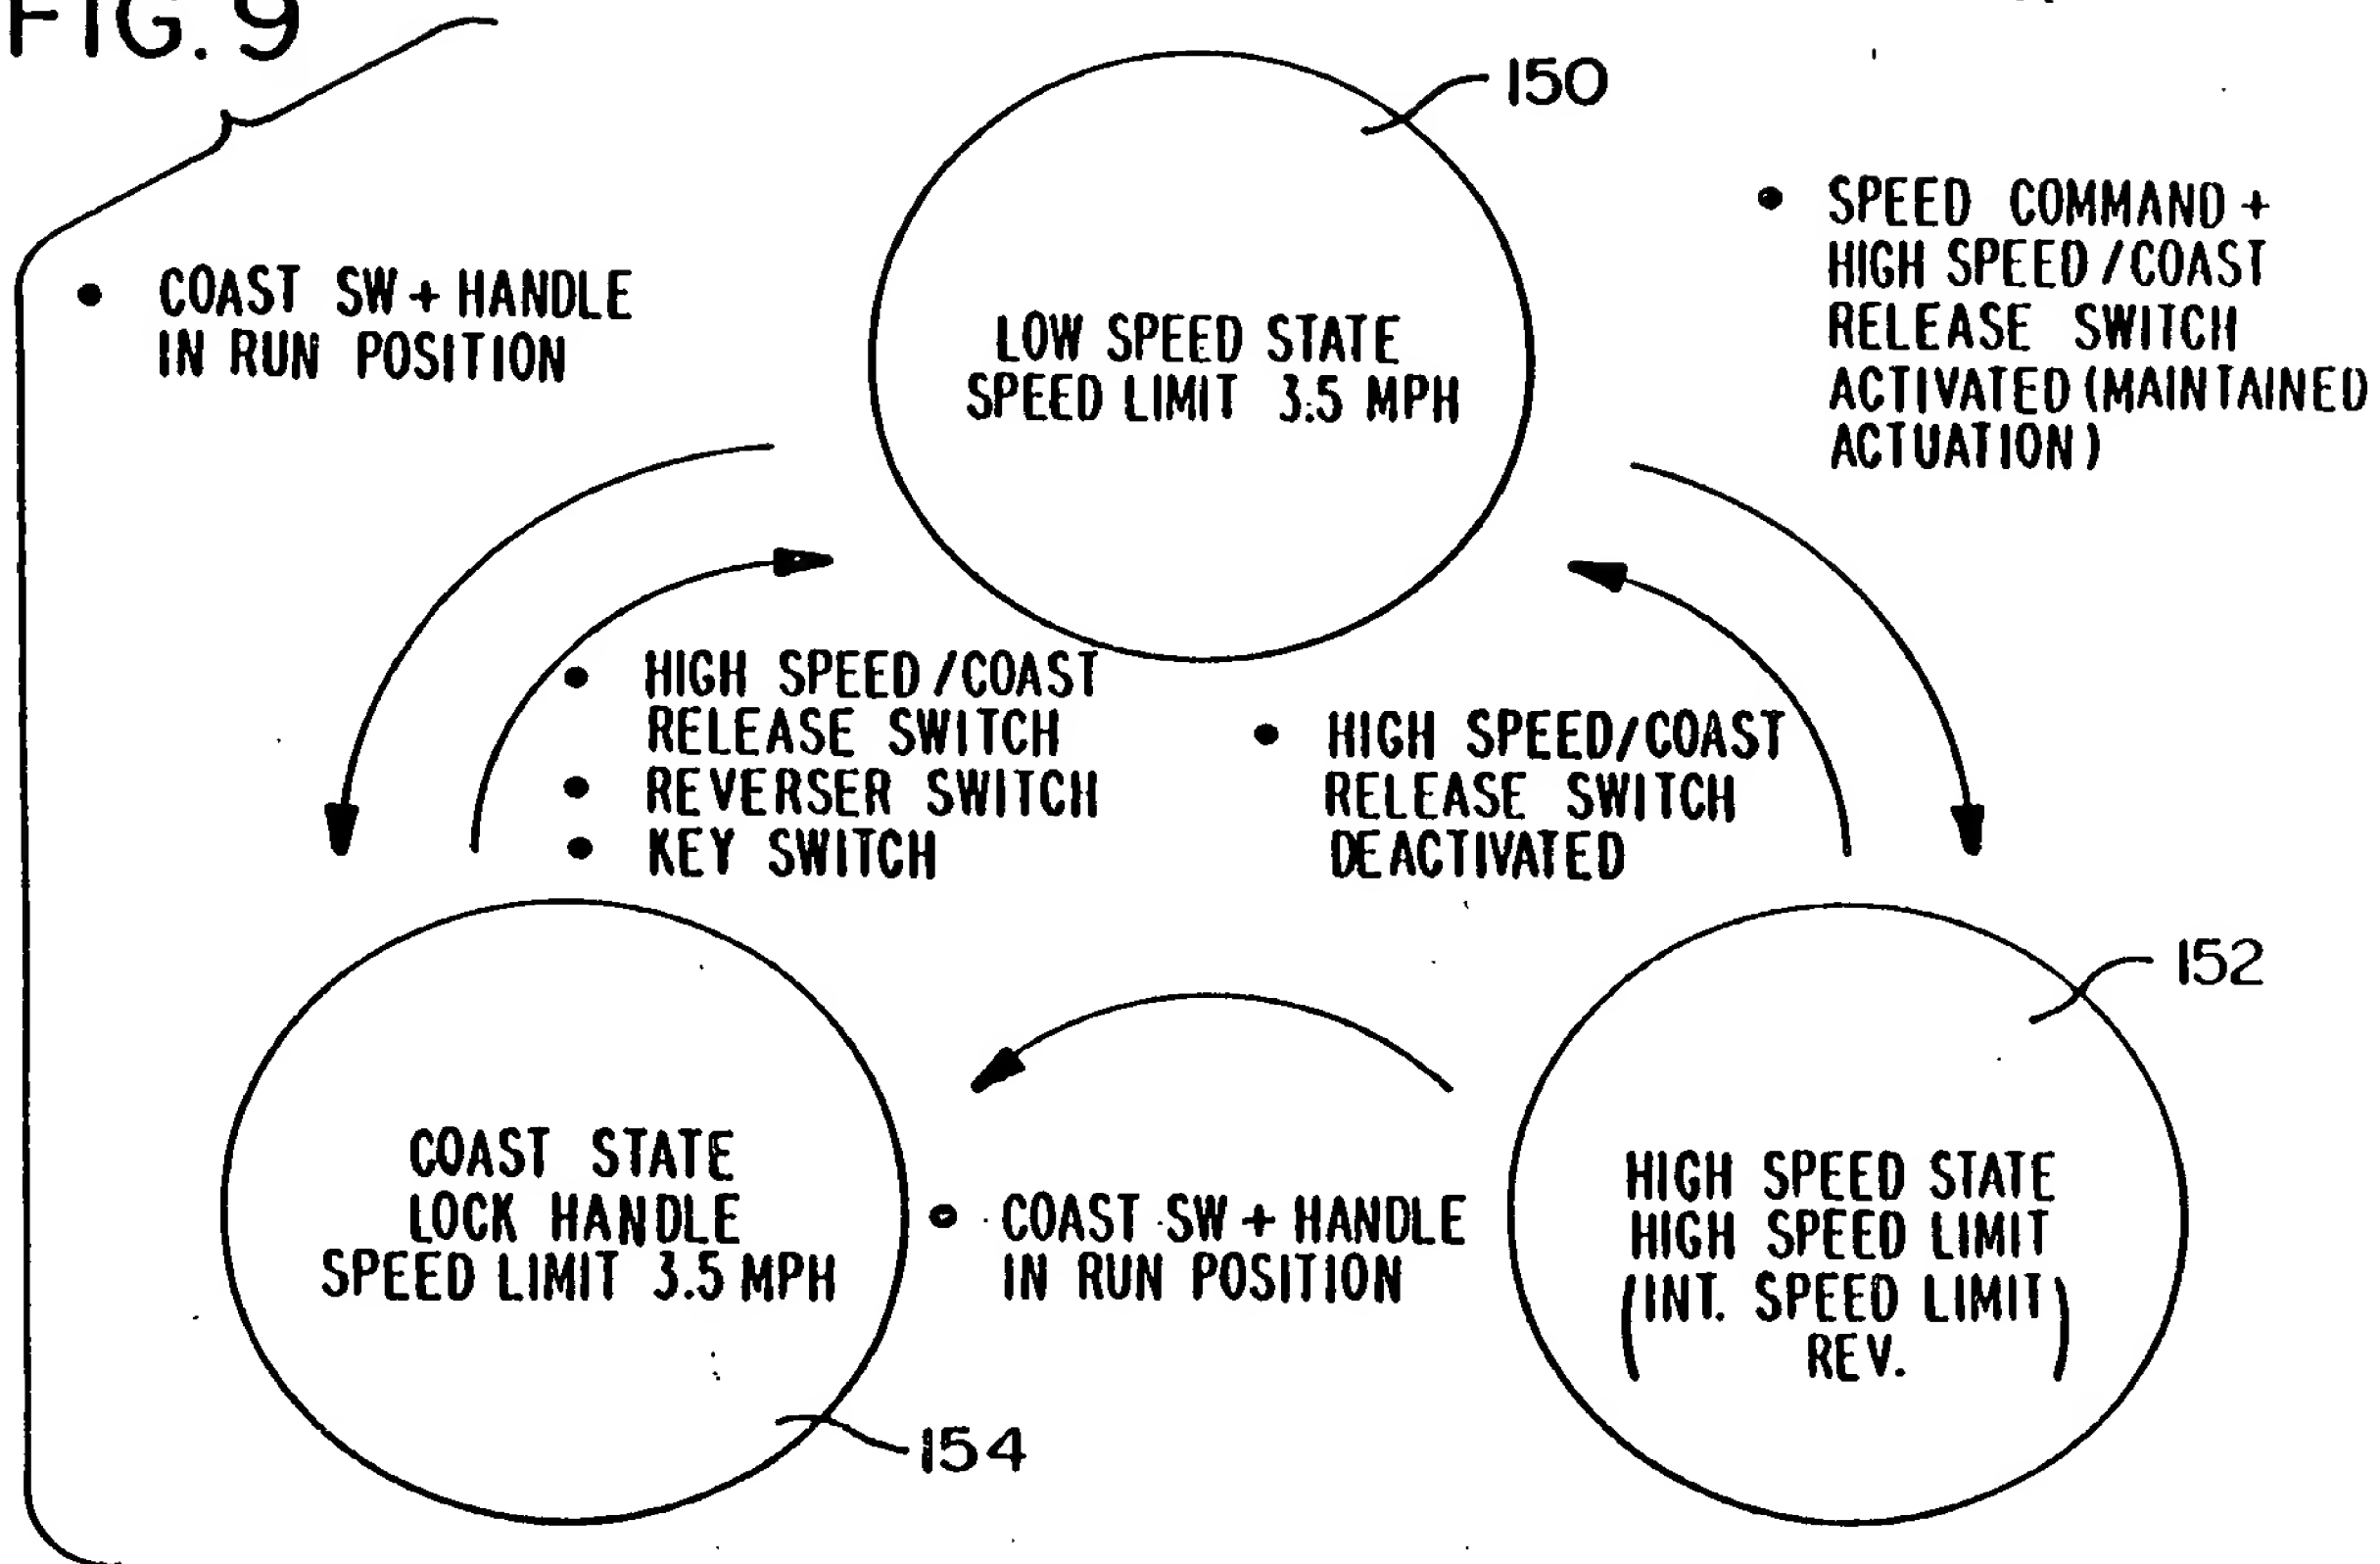 FIG. 9
150
• SPEED COMMAND +
HIGH SPEED / COAST
RELEASE SWITCH
ACTIVATED (MAINTAINED
ACTUATION)
• COAST SW + HANDLE
IN RUN POSITION
LOW SPEED STATE
SPEED LIMIT 3.5 MPH
• HIGH SPEED / COAST
RELEASE SWITCH
• REVERSER SWITCH
• KEY SWITCH
• HIGH SPEED/COAST
RELEASE SWITCH
DEACTIVATED
152
COAST STATE
LOCK HANDLE
SPEED LIMIT 3.5 MPH
• COAST SW + HANDLE
IN RUN POSITION
HIGH SPEED STATE
HIGH SPEED LIMIT
(INT. SPEED LIMIT
REV.)
154